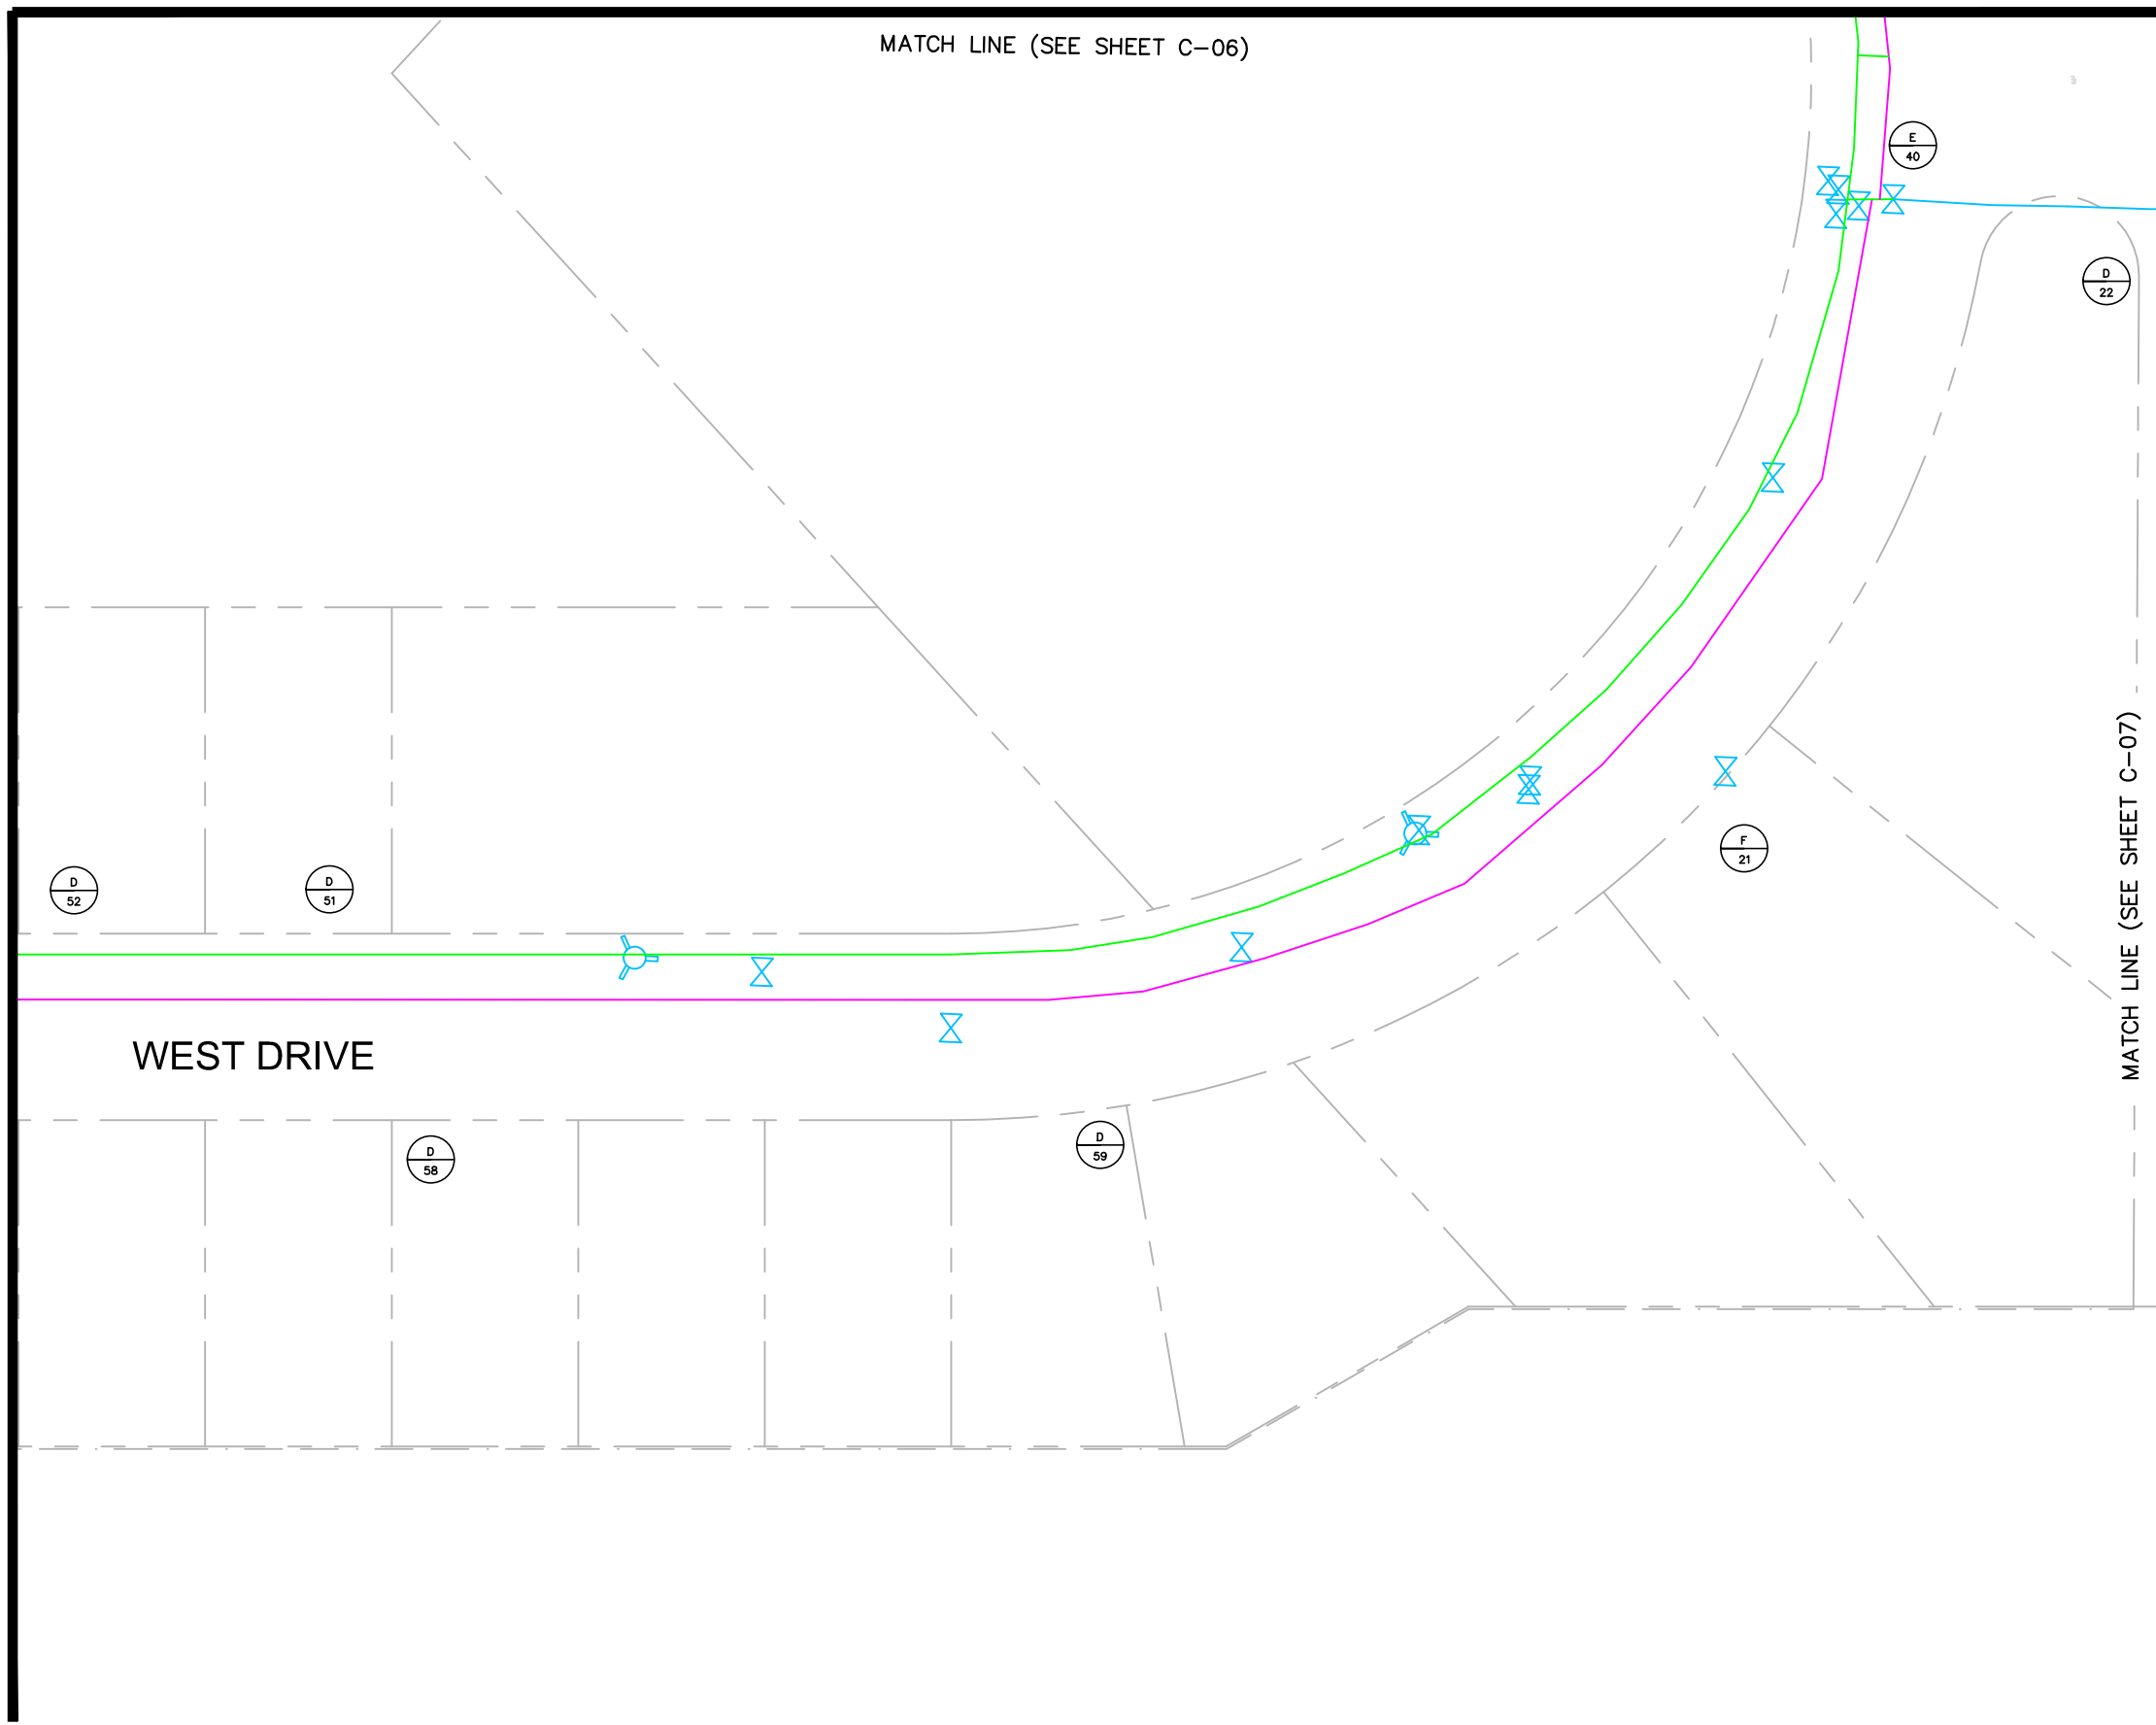 MATCH LINE (SEE SHEET C-06)
E
40
D
22
MATCH LINE (SEE SHEET C-07)
F
21
D
52
D
51
WEST DRIVE
D
58
D
59